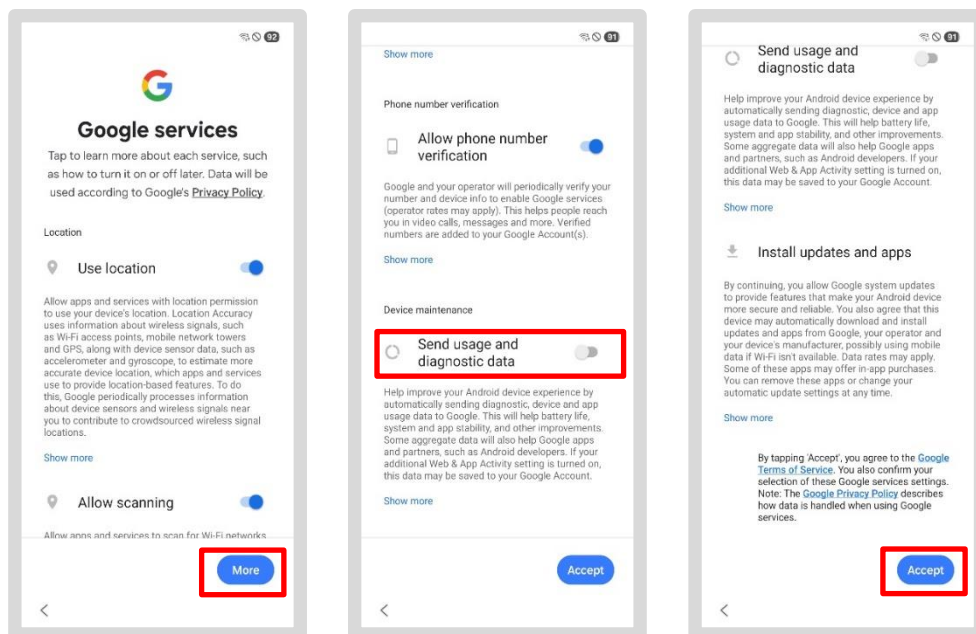 92
Google services
Tap to learn more about each service, such
as how to turn it on or off later. Data will be
used according to Google's Privacy Policy.
Location
Use location
Allow apps and services with location permission
to use your device's location. Location Accuracy
uses information about wireless signals, such
as Wi-Fi access points, mobile network towers
and GPS, along with device sensor data, such as
accelerometer and gyroscope, to estimate more
accurate device location, which apps and services
use to provide location-based features. To do
this, Google periodically processes information
about device sensors and wireless signals near
you to contribute to crowdsourced wireless signal
locations.
Show more
Allow scanning
Allow apps and services to scan for Wi-Fi networks
More
91
Show more
Phone number verification
Allow phone number
verification
Google and your operator will periodically verify your
number and device info to enable Google services
(operator rates may apply). This helps people reach
you in video calls, messages and more. Verified
numbers are added to your Google Account(s).
Show more
Device maintenance
Send usage and
diagnostic data
Help improve your Android device experience by
automatically sending diagnostic, device and app
usage data to Google. This will help battery life,
system and app stability, and other improvements.
Some aggregate data will also help Google apps
and partners, such as Android developers. If your
additional Web & App Activity setting is turned on,
this data may be saved to your Google Account.
Show more
Accept
91
Send usage and
diagnostic data
Help improve your Android device experience by
automatically sending diagnostic, device and app
usage data to Google. This will help battery life,
system and app stability, and other improvements.
Some aggregate data will also help Google apps
and partners, such as Android developers. If your
additional Web & App Activity setting is turned on,
this data may be saved to your Google Account.
Show more
Install updates and apps
By continuing, you allow Google system updates
to provide features that make your Android device
more secure and reliable. You also agree that this
device may automatically download and install
updates and apps from Google, your operator and
your device's manufacturer, possibly using mobile
data if Wi-Fi isn't available. Data rates may apply.
Some of these apps may offer in-app purchases.
You can remove these apps or change your
automatic update settings at any time.
Show more
By tapping 'Accept', you agree to the Google
Terms of Service. You also confirm your
selection of these Google services settings.
Note: The Google Privacy Policy describes
how data is handled when using Google
services.
Accept